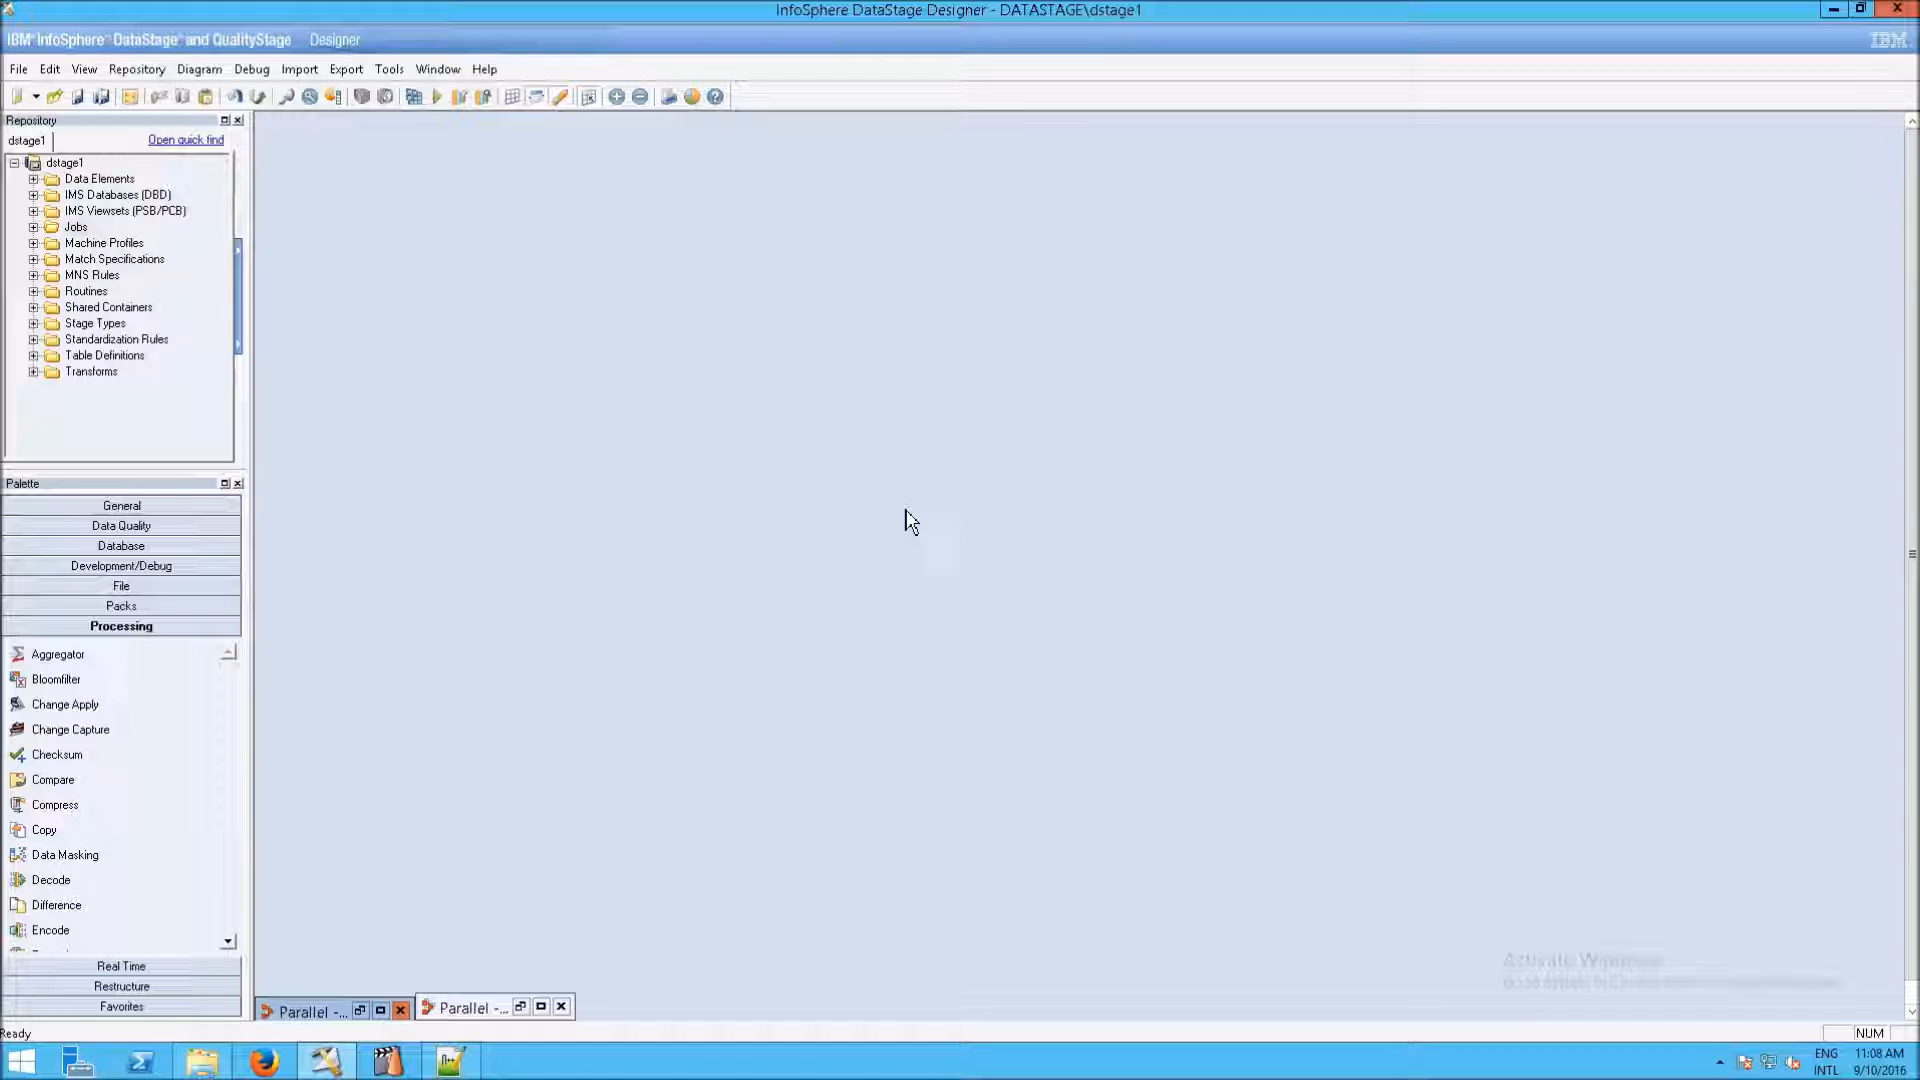 InfoSphere DataStage Designer - DATASTAGE\dstage1
IBM InfoSphere DataStage and QualityStage Designer
IBM
File Edit View Repository Diagram Debug Import Export Tools Window Help
Repository
dstage1 Open quick find
dstage1
Data Elements
IMS Databases (DBD)
IMS Viewsets (PSB/PCB)
Jobs
Machine Profiles
Match Specifications
MNS Rules
Routines
Shared Containers
Stage Types
Standardization Rules
Table Definitions
Transforms
Palette
General
Data Quality
Database
Development/Debug
File
Packs
Processing
Aggregator
Bloomfilter
Change Apply
Change Capture
Checksum
Compare
Compress
Copy
Data Masking
Decode
Difference
Encode
Real Time
Restructure
Favorites
Parallel -...
Parallel -...
Activate Windows
Ready
NUM
ENG 11:08 AM
INTL 9/10/2016